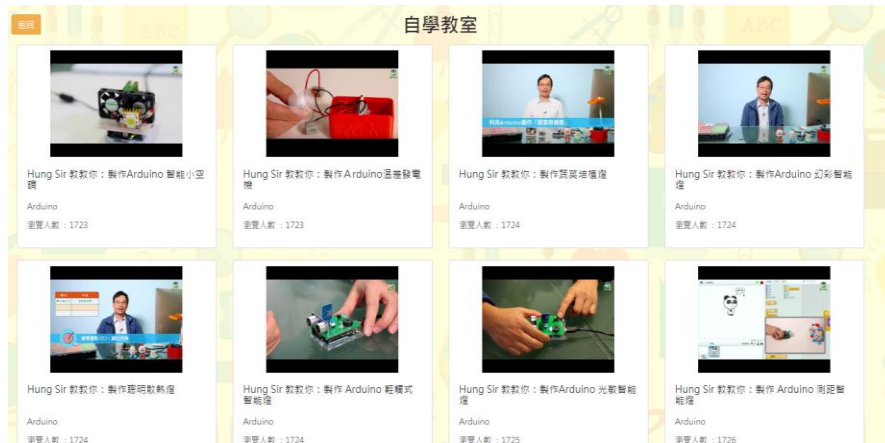 返回
自學教室
Hung Sir 教教你：製作Arduino 智能小空
調
Arduino
瀏覽人數 ：1723
Hung Sir 教教你：製作Arduino溫差發電
機
Arduino
瀏覽人數 ：1723
Hung Sir 教教你：製作蔬菜培植燈
Arduino
瀏覽人數 ：1724
Hung Sir 教教你：製作Arduino 幻彩智能
燈
Arduino
瀏覽人數 ：1724
Hung Sir 教教你：製作聰明散熱燈
Arduino
瀏覽人數 ：1724
Hung Sir 教教你：製作 Arduino 輕觸式
智能燈
Arduino
瀏覽人數 ：1724
Hung Sir 教教你：製作Arduino 光敏智能
燈
Arduino
瀏覽人數 ：1725
Hung Sir 教教你：製作 Arduino 測距智
能燈
Arduino
瀏覽人數 ：1726